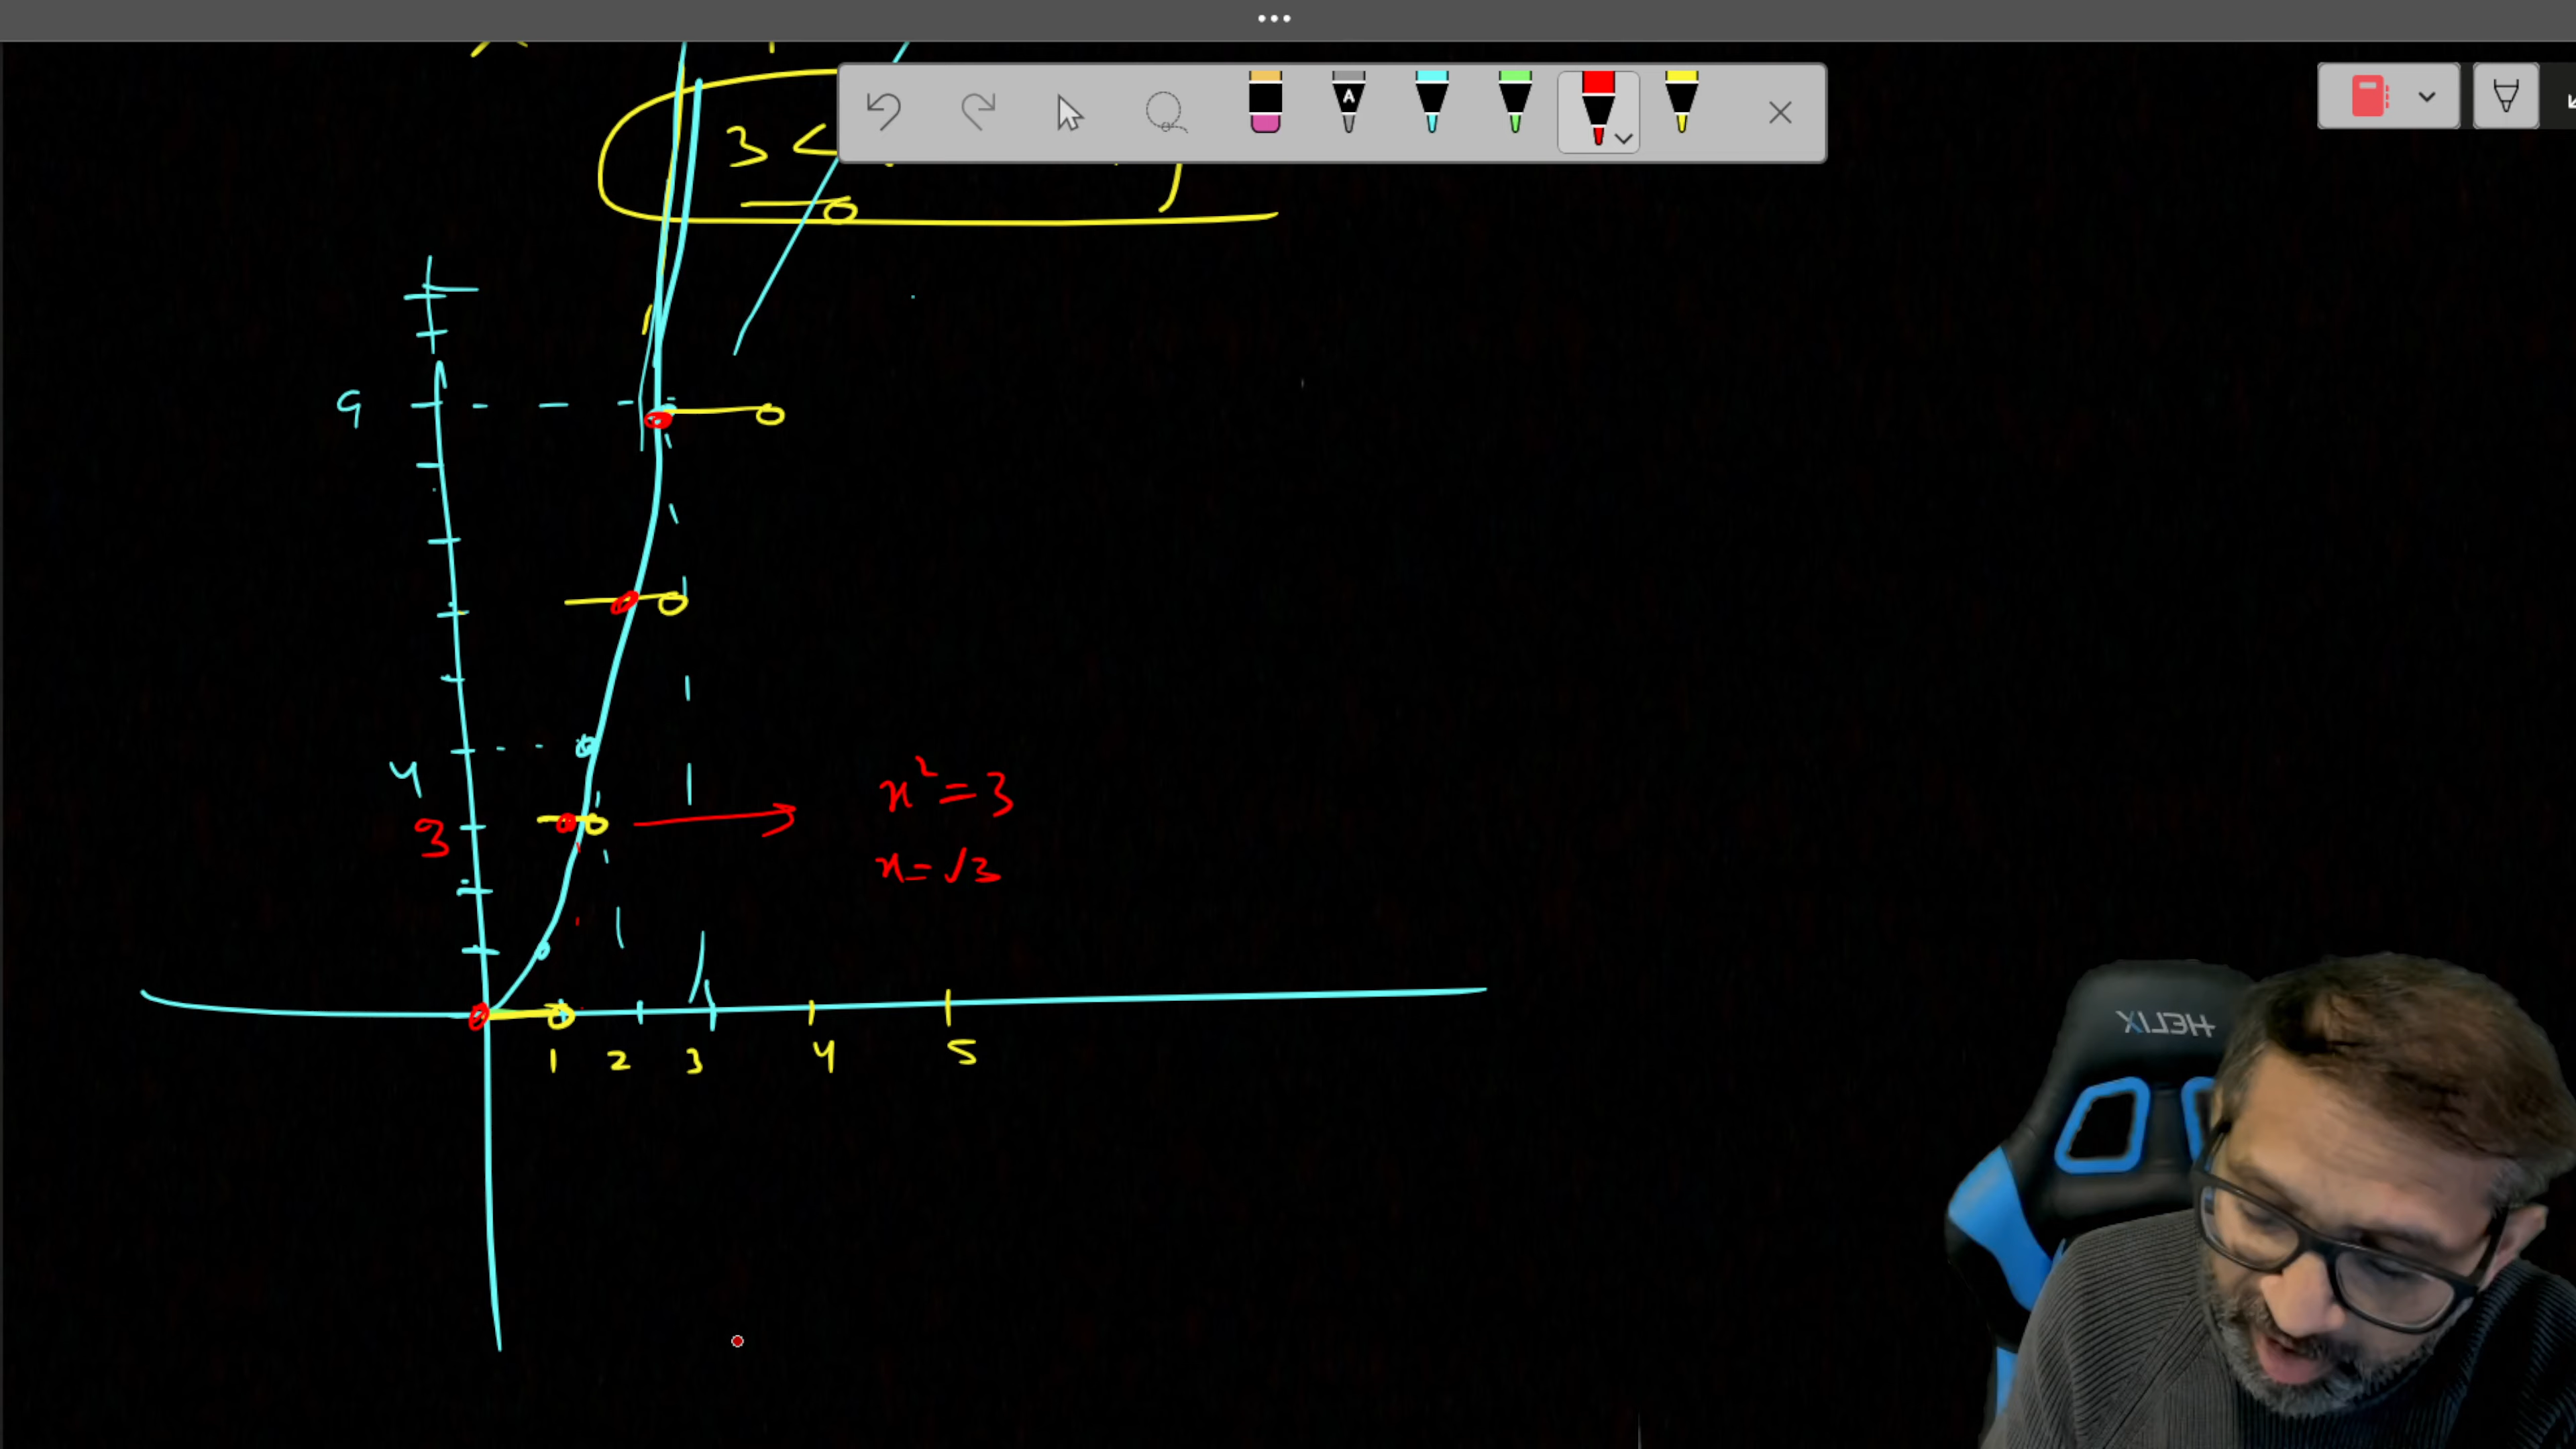 3 <
9
4
3
x² = 3
x = √3
1 2 3 4 5
A
HELIX